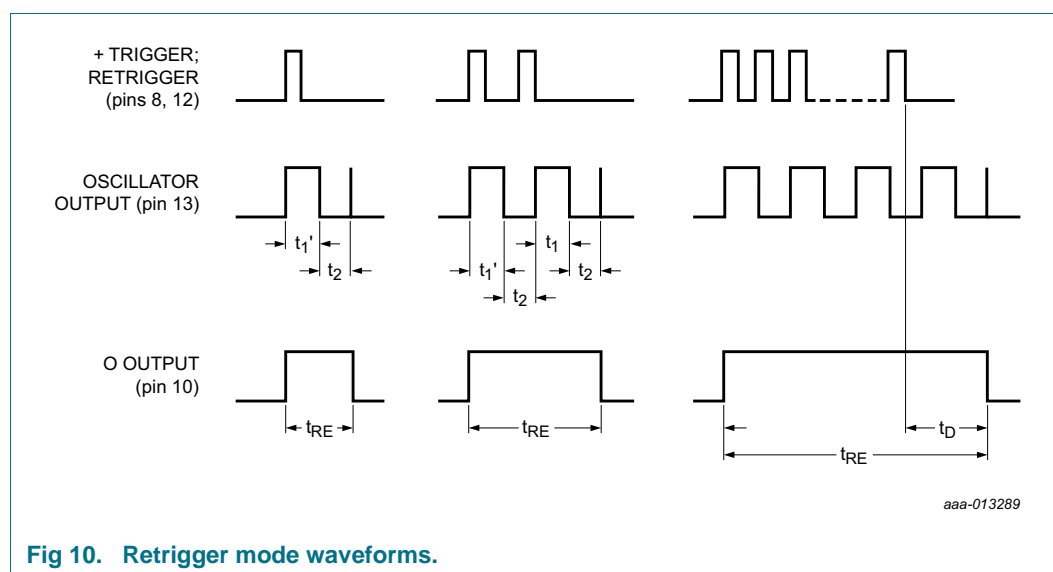 + TRIGGER;
RETRIGGER
(pins 8, 12)
OSCILLATOR
OUTPUT (pin 13)
t1' t1' t1
t2 t2 t2
O OUTPUT
(pin 10)
tRE tRE tD
tRE
aaa-013289
Fig 10. Retrigger mode waveforms.